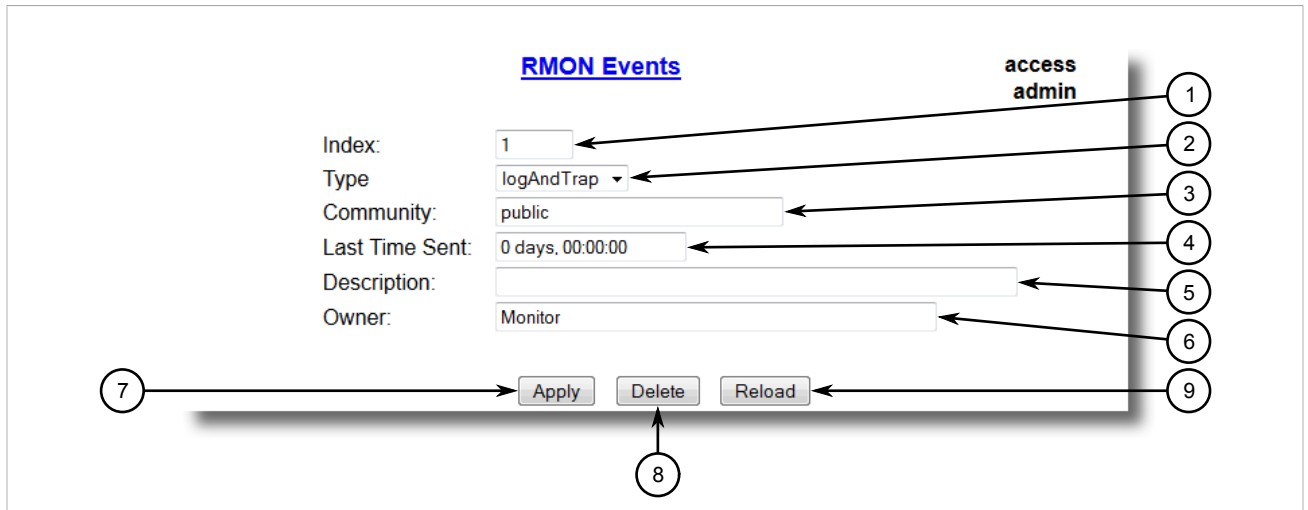 RMON Events
access
admin
1
Index: 1
2
Type logAndTrap
3
Community: public
4
Last Time Sent: 0 days, 00:00:00
Description:
5
Owner: Monitor
6
7
Apply Delete Reload
9
8